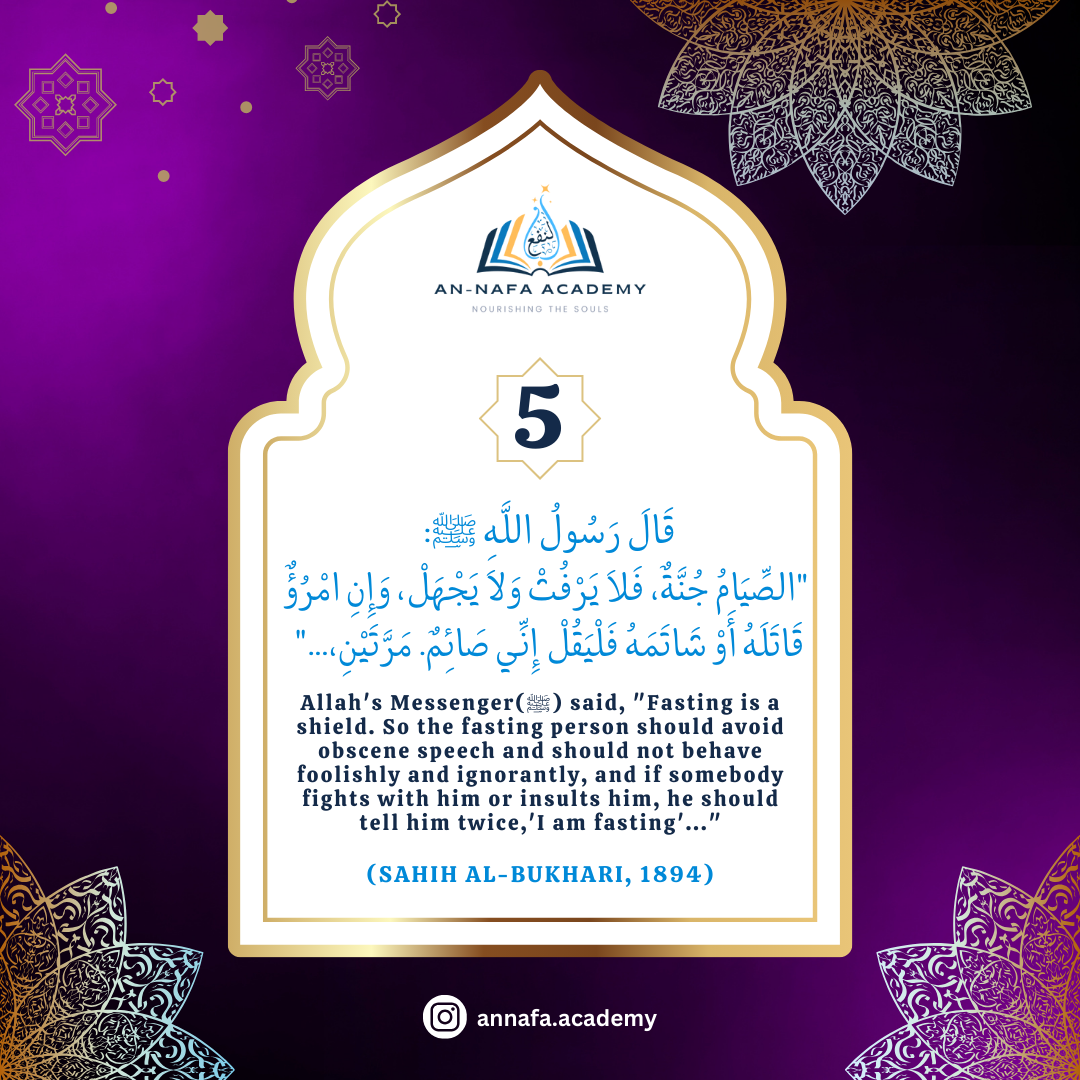 لنفع
AN-NAFA ACADEMY
NOURISHING THE SOULS
5
قَالَ رَسُولُ اللَّهِ ﷺ:
"الصِّيَامُ جُنَّةٌ، فَلاَ يَرْفُثْ وَلاَ يَجْهَلْ، وَإِنِ امْرُؤٌ
قَاتَلَهُ أَوْ شَاتَمَهُ فَلْيَقُلْ إِنِّي صَائِمٌ. مَرَّتَيْنِ،..."
Allah's Messenger(ﷺ) said, "Fasting is a
shield. So the fasting person should avoid
obscene speech and should not behave
foolishly and ignorantly, and if somebody
fights with him or insults him, he should
tell him twice,'I am fasting'..."
(SAHIH AL-BUKHARI, 1894)
annafa.academy